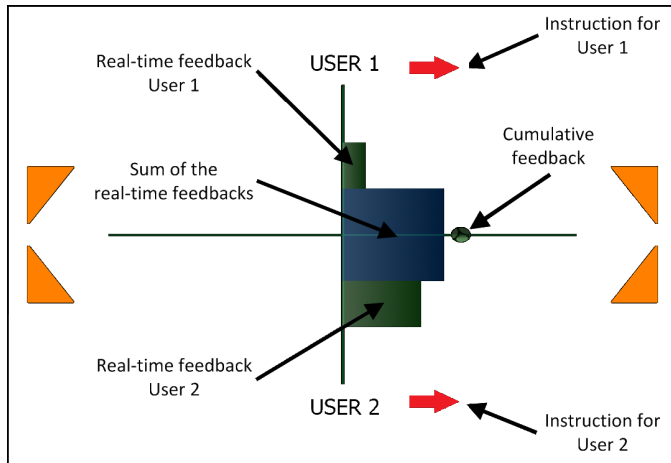 Instruction for
User 1
Real-time feedback
User 1
USER 1
Cumulative
feedback
Sum of the
real-time feedbacks
Real-time feedback
User 2
USER 2
Instruction for
User 2